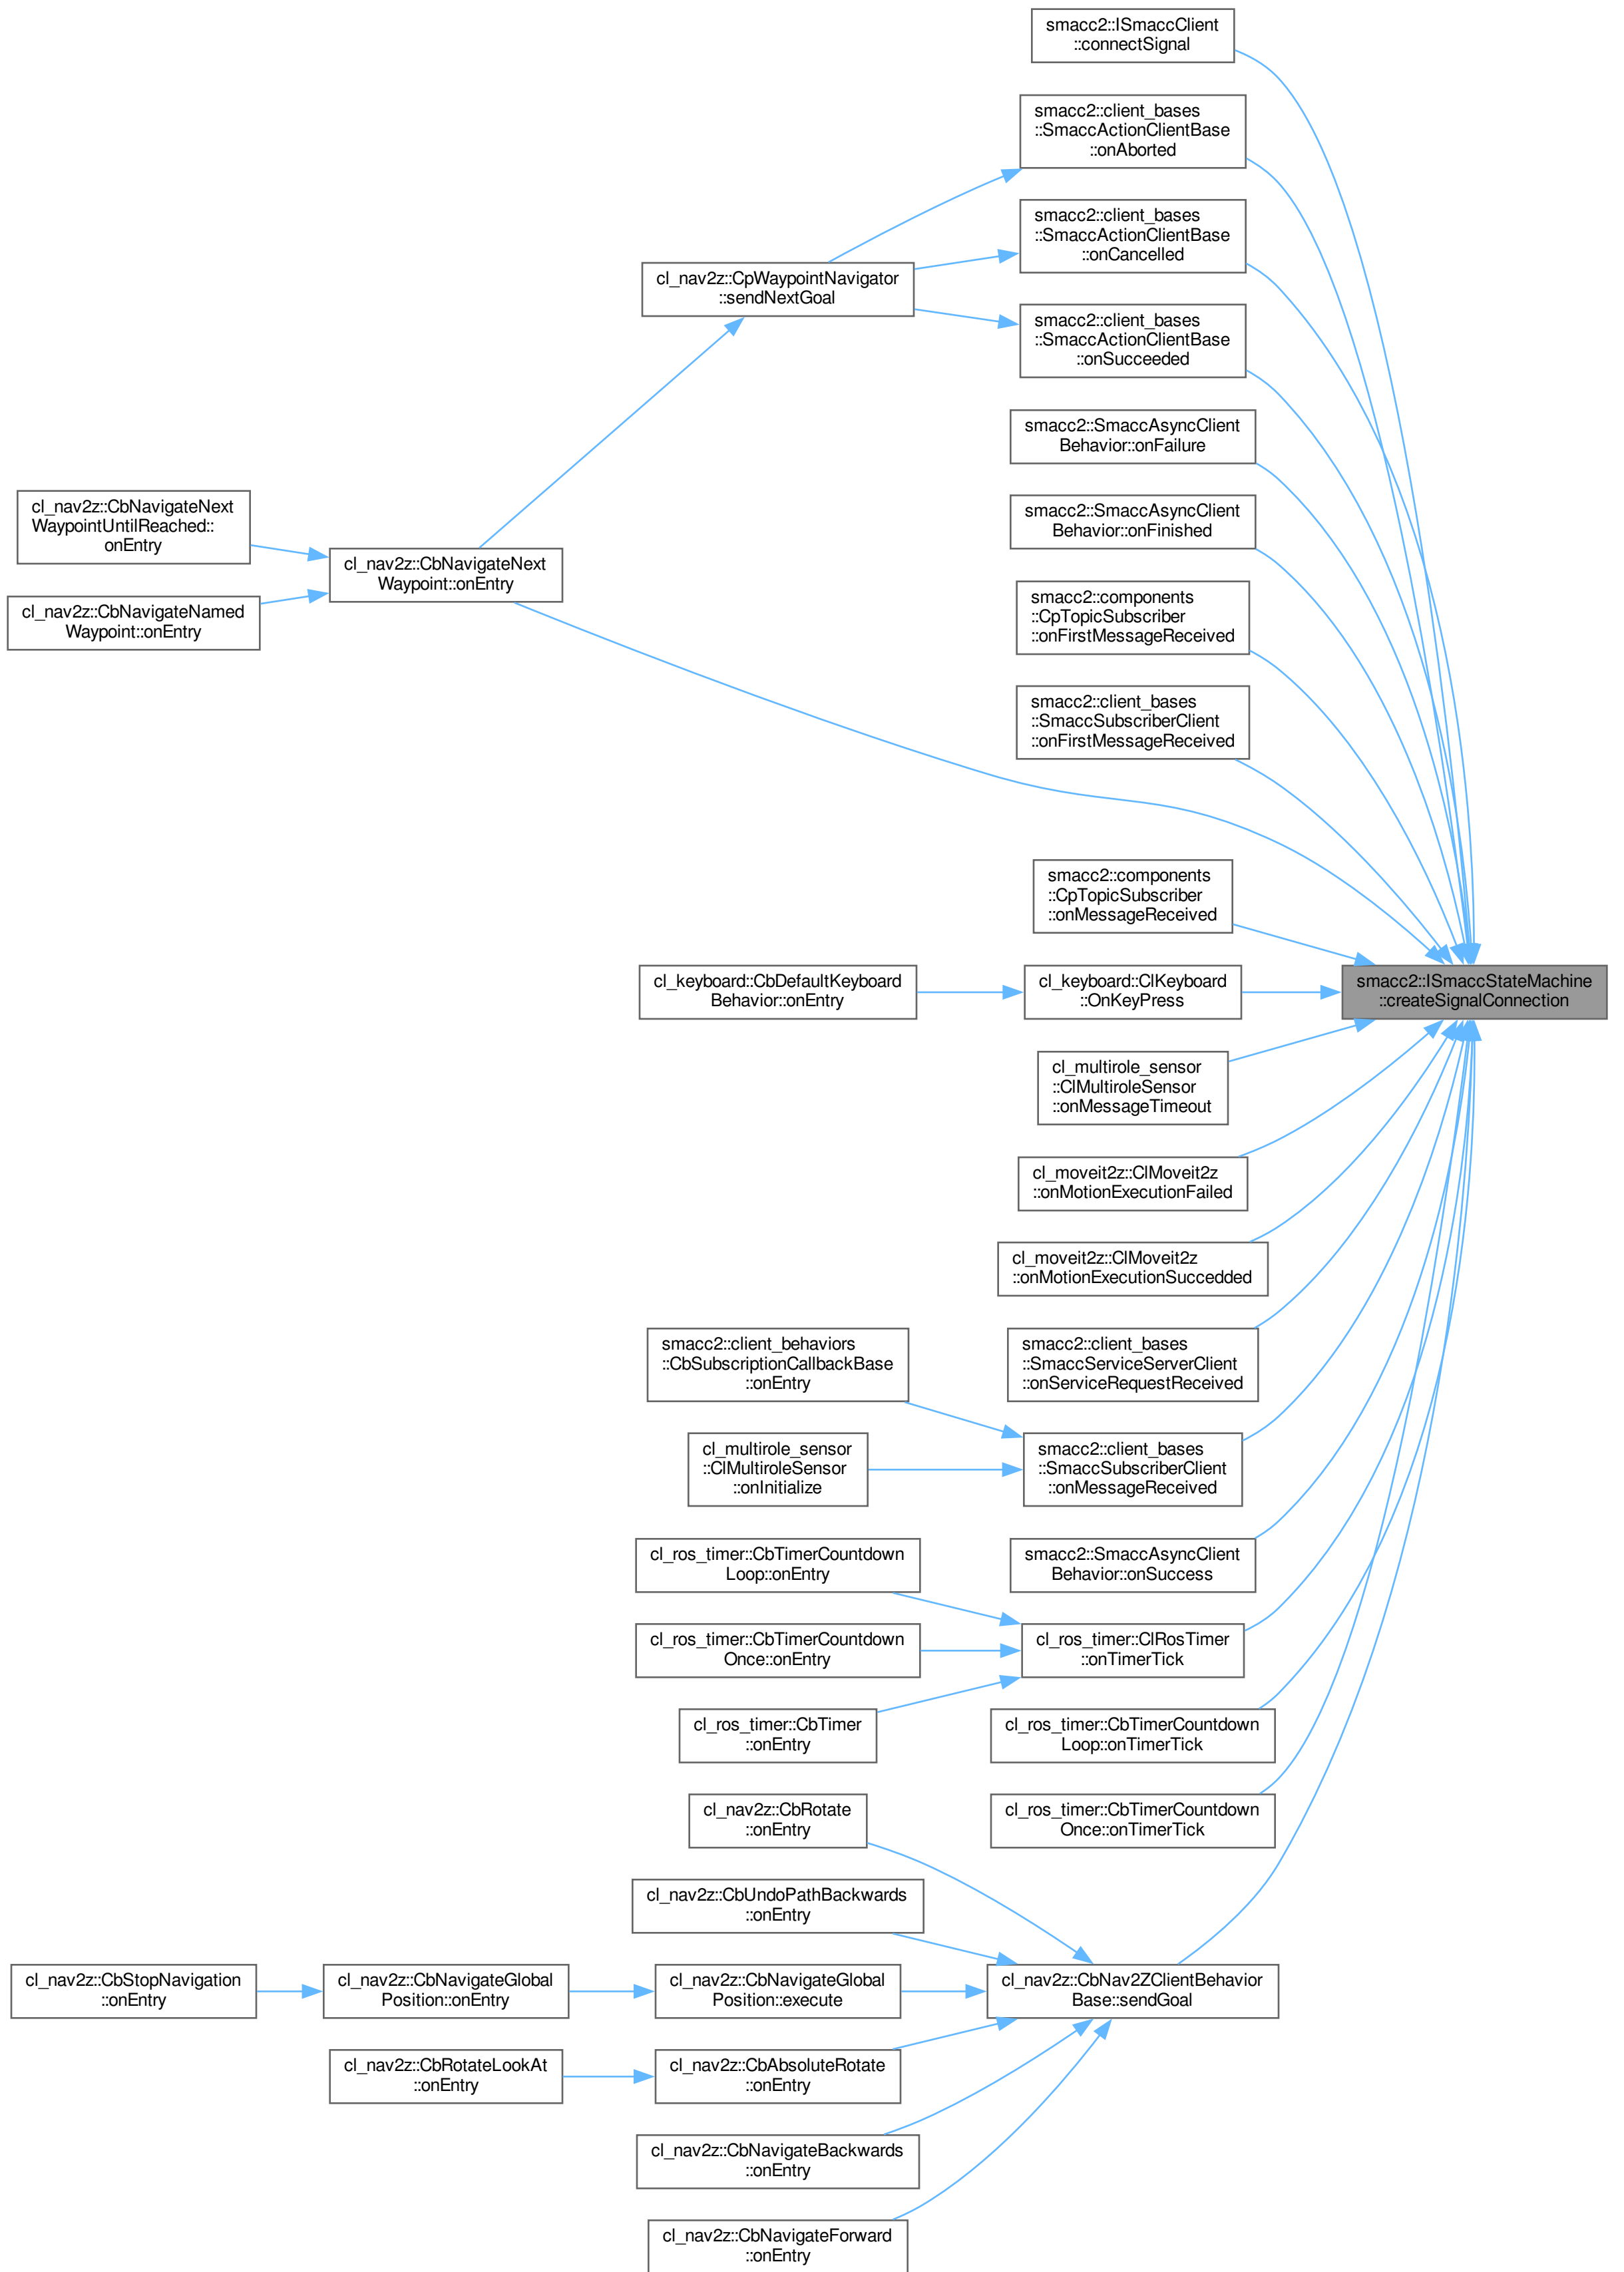 smacc2::ISmaccClient
::connectSignal
smacc2::client_bases
::SmaccActionClientBase
::onAborted
smacc2::client_bases
::SmaccActionClientBase
::onCancelled
cl_nav2z::CpWaypointNavigator
::sendNextGoal
smacc2::client_bases
::SmaccActionClientBase
::onSucceeded
smacc2::SmaccAsyncClient
Behavior::onFailure
cl_nav2z::CbNavigateNext
WaypointUntilReached::
onEntry
smacc2::SmaccAsyncClient
Behavior::onFinished
cl_nav2z::CbNavigateNext
Waypoint::onEntry
cl_nav2z::CbNavigateNamed
Waypoint::onEntry
smacc2::components
::CpTopicSubscriber
::onFirstMessageReceived
smacc2::client_bases
::SmaccSubscriberClient
::onFirstMessageReceived
smacc2::components
::CpTopicSubscriber
::onMessageReceived
cl_keyboard::CbDefaultKeyboard
Behavior::onEntry
cl_keyboard::ClKeyboard
::OnKeyPress
smacc2::ISmaccStateMachine
::createSignalConnection
cl_multirole_sensor
::ClMultiroleSensor
::onMessageTimeout
cl_moveit2z::ClMoveit2z
::onMotionExecutionFailed
cl_moveit2z::ClMoveit2z
::onMotionExecutionSuccedded
smacc2::client_behaviors
::CbSubscriptionCallbackBase
::onEntry
smacc2::client_bases
::SmaccServiceServerClient
::onServiceRequestReceived
cl_multirole_sensor
::ClMultiroleSensor
::onInitialize
smacc2::client_bases
::SmaccSubscriberClient
::onMessageReceived
cl_ros_timer::CbTimerCountdown
Loop::onEntry
smacc2::SmaccAsyncClient
Behavior::onSuccess
cl_ros_timer::CbTimerCountdown
Once::onEntry
cl_ros_timer::ClRosTimer
::onTimerTick
cl_ros_timer::CbTimer
::onEntry
cl_ros_timer::CbTimerCountdown
Loop::onTimerTick
cl_nav2z::CbRotate
::onEntry
cl_ros_timer::CbTimerCountdown
Once::onTimerTick
cl_nav2z::CbUndoPathBackwards
::onEntry
cl_nav2z::CbStopNavigation
::onEntry
cl_nav2z::CbNavigateGlobal
Position::onEntry
cl_nav2z::CbNavigateGlobal
Position::execute
cl_nav2z::CbNav2ZClientBehavior
Base::sendGoal
cl_nav2z::CbRotateLookAt
::onEntry
cl_nav2z::CbAbsoluteRotate
::onEntry
cl_nav2z::CbNavigateBackwards
::onEntry
cl_nav2z::CbNavigateForward
::onEntry